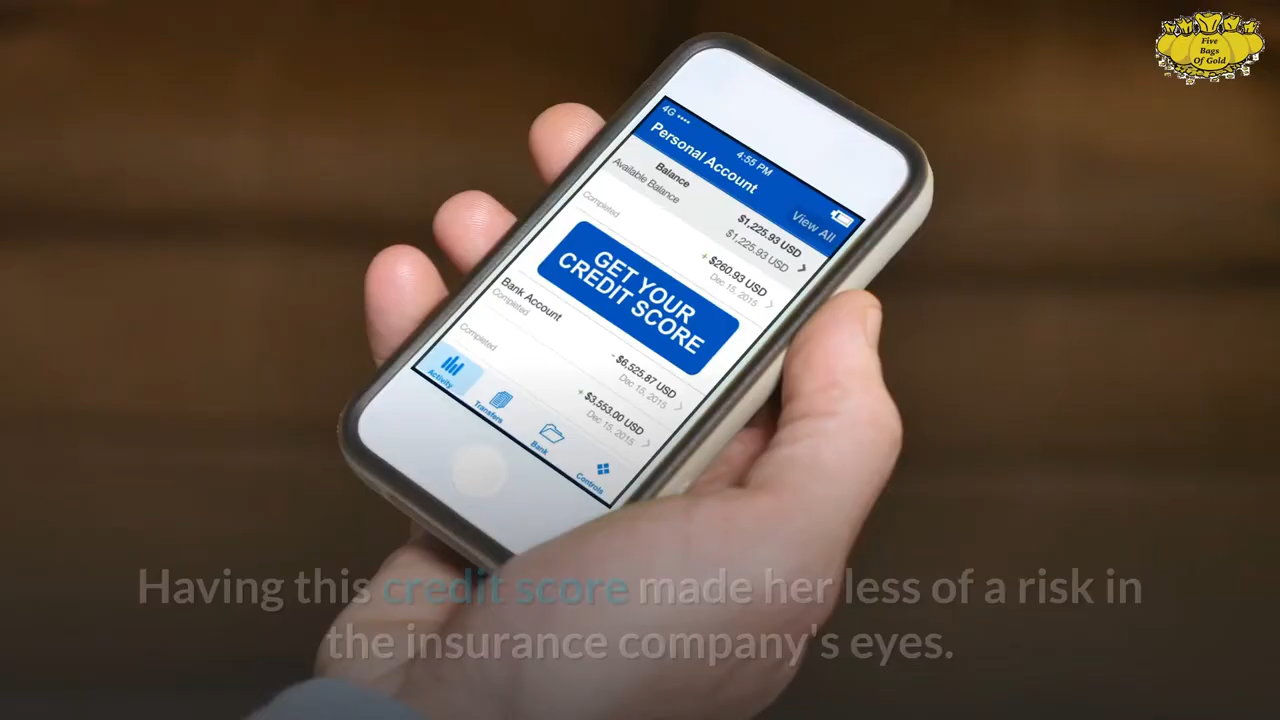 Five
Bags
Of Gold
4G
4:55 PM
Personal Account
View All
Balance
$1,225.93 USD
Available Balance
$1,225.93 USD
Completed
+ $260.93 USD
Dec 15, 2015
GET YOUR
CREDIT SCORE
Bank Account
Completed
- $6,525.87 USD
Dec 15, 2015
Completed
+ $3,553.00 USD
Dec 15, 2015
Activity
Transfers
Bank
Controls
Having this credit score made her less of a risk in
the insurance company's eyes.